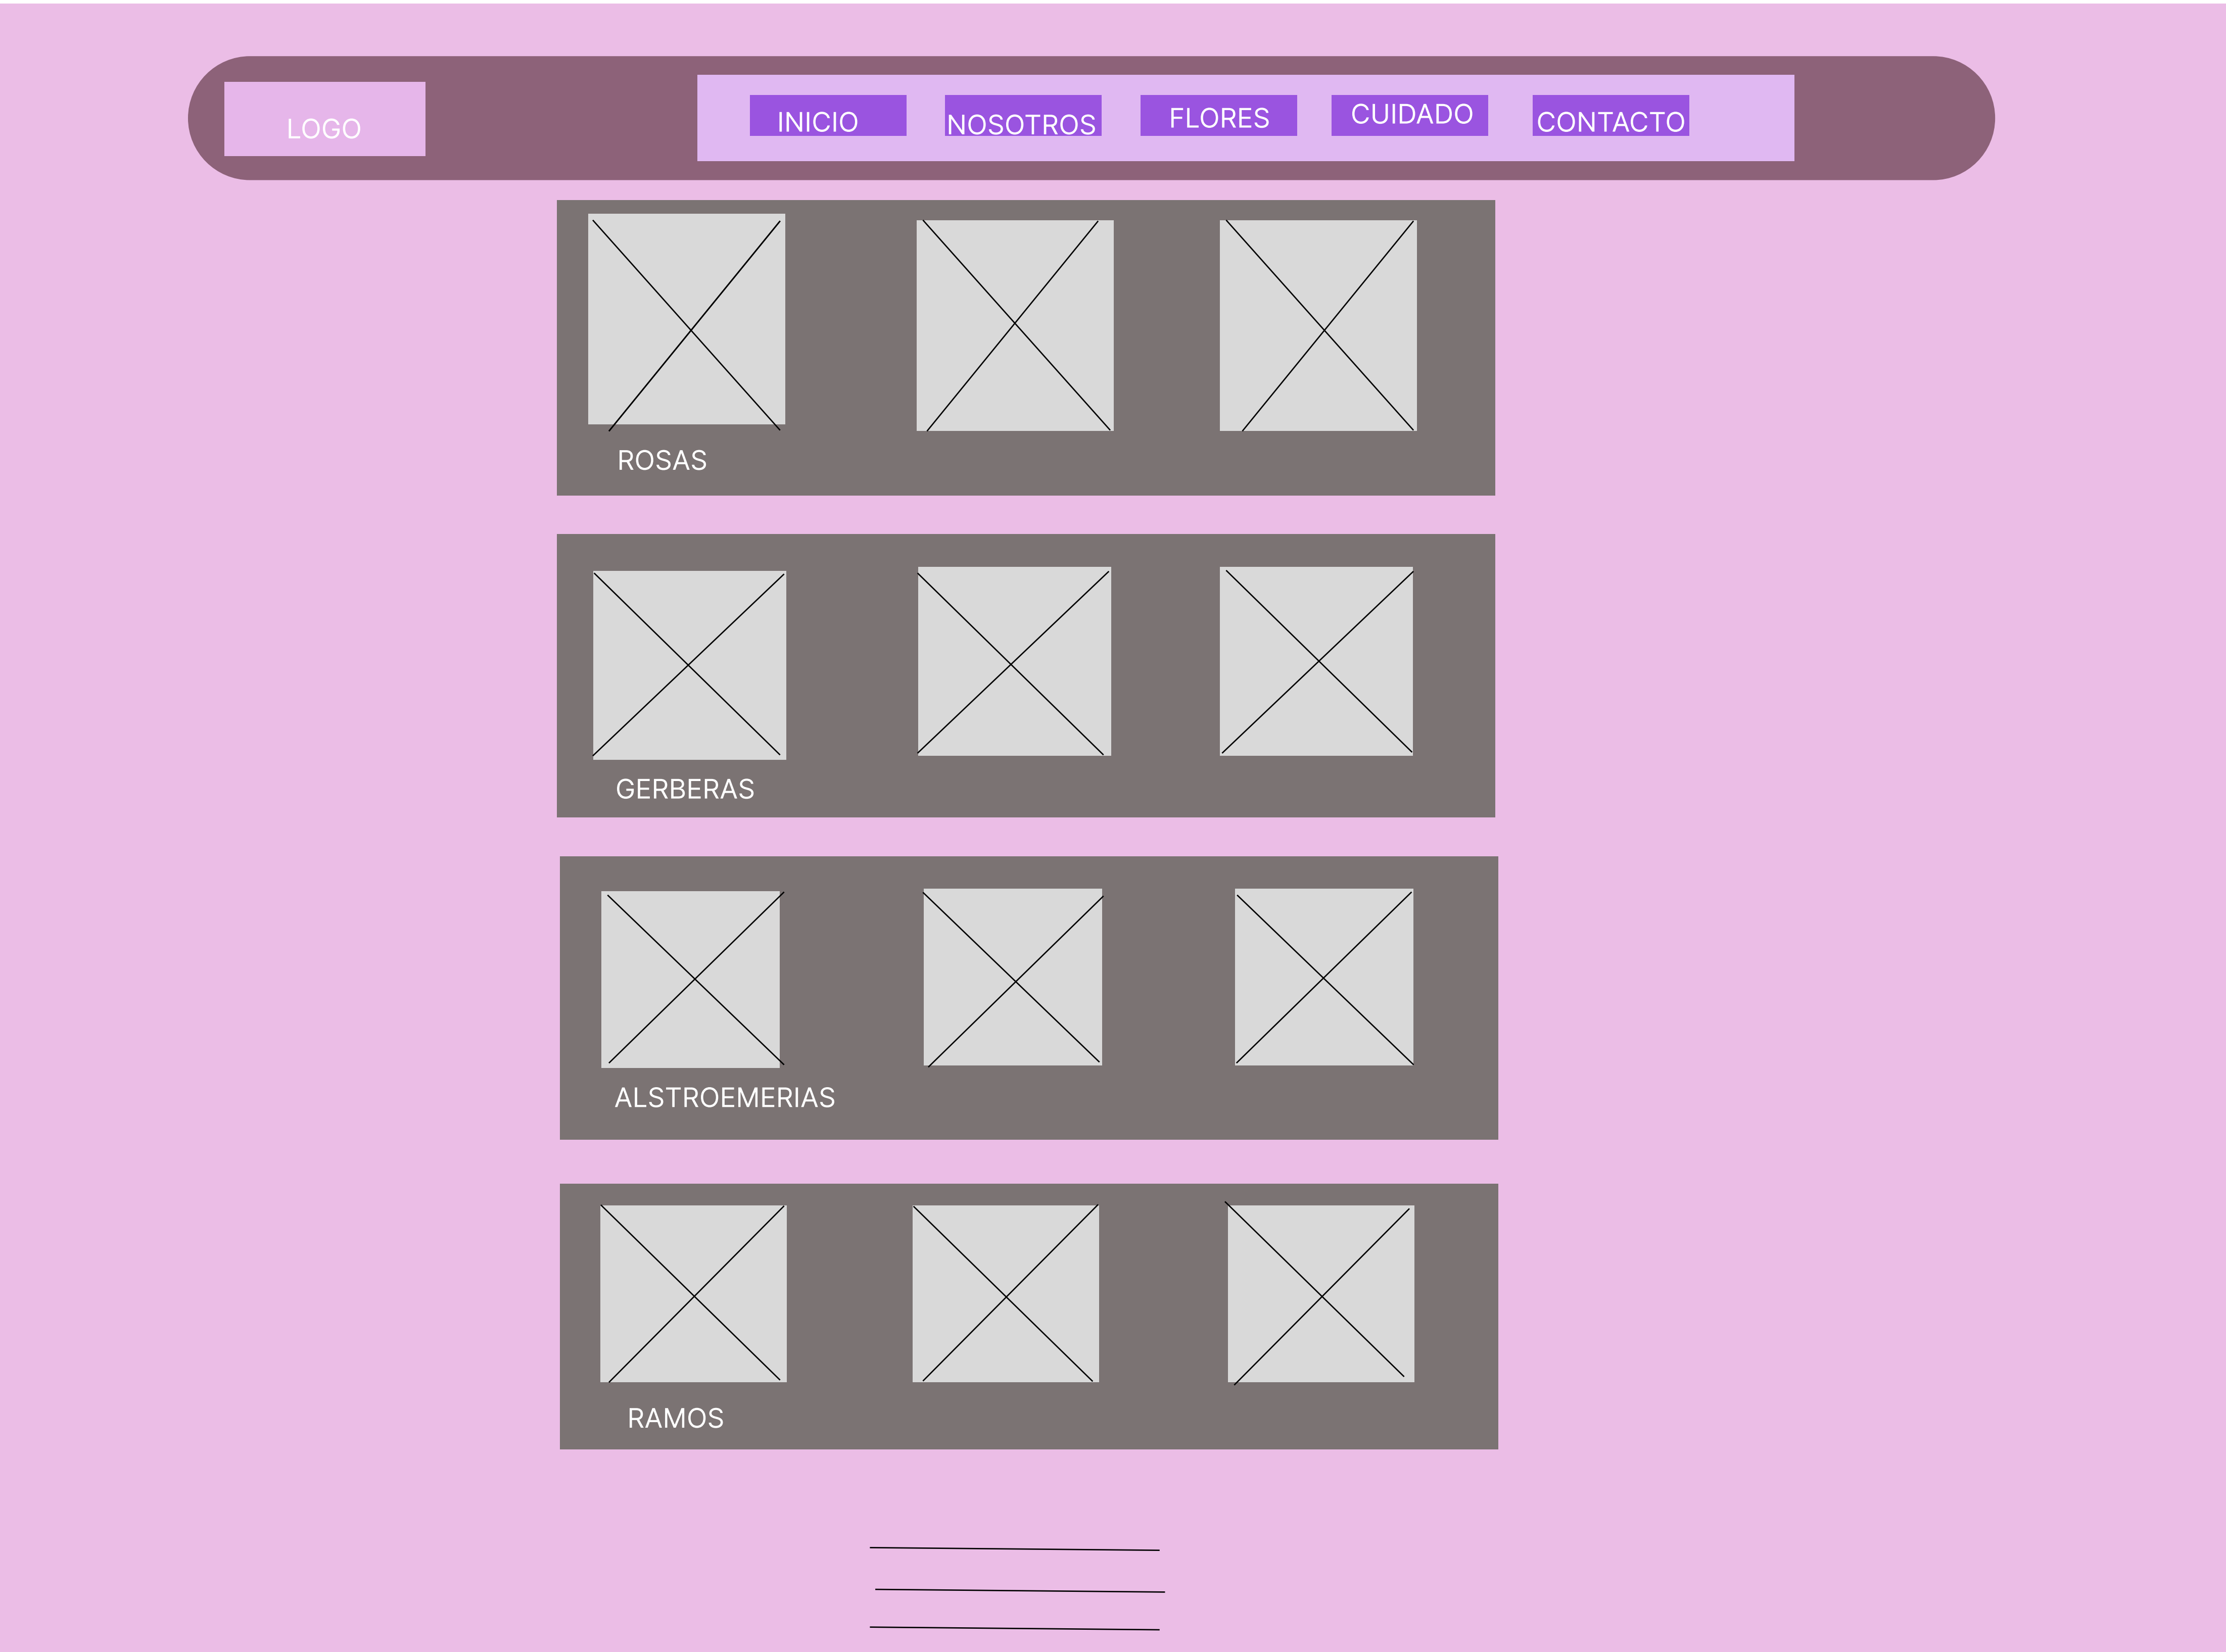 LOGO
INICIO
NOSOTROS
FLORES
CUIDADO
CONTACTO
ROSAS
GERBERAS
ALSTROEMERIAS
RAMOS